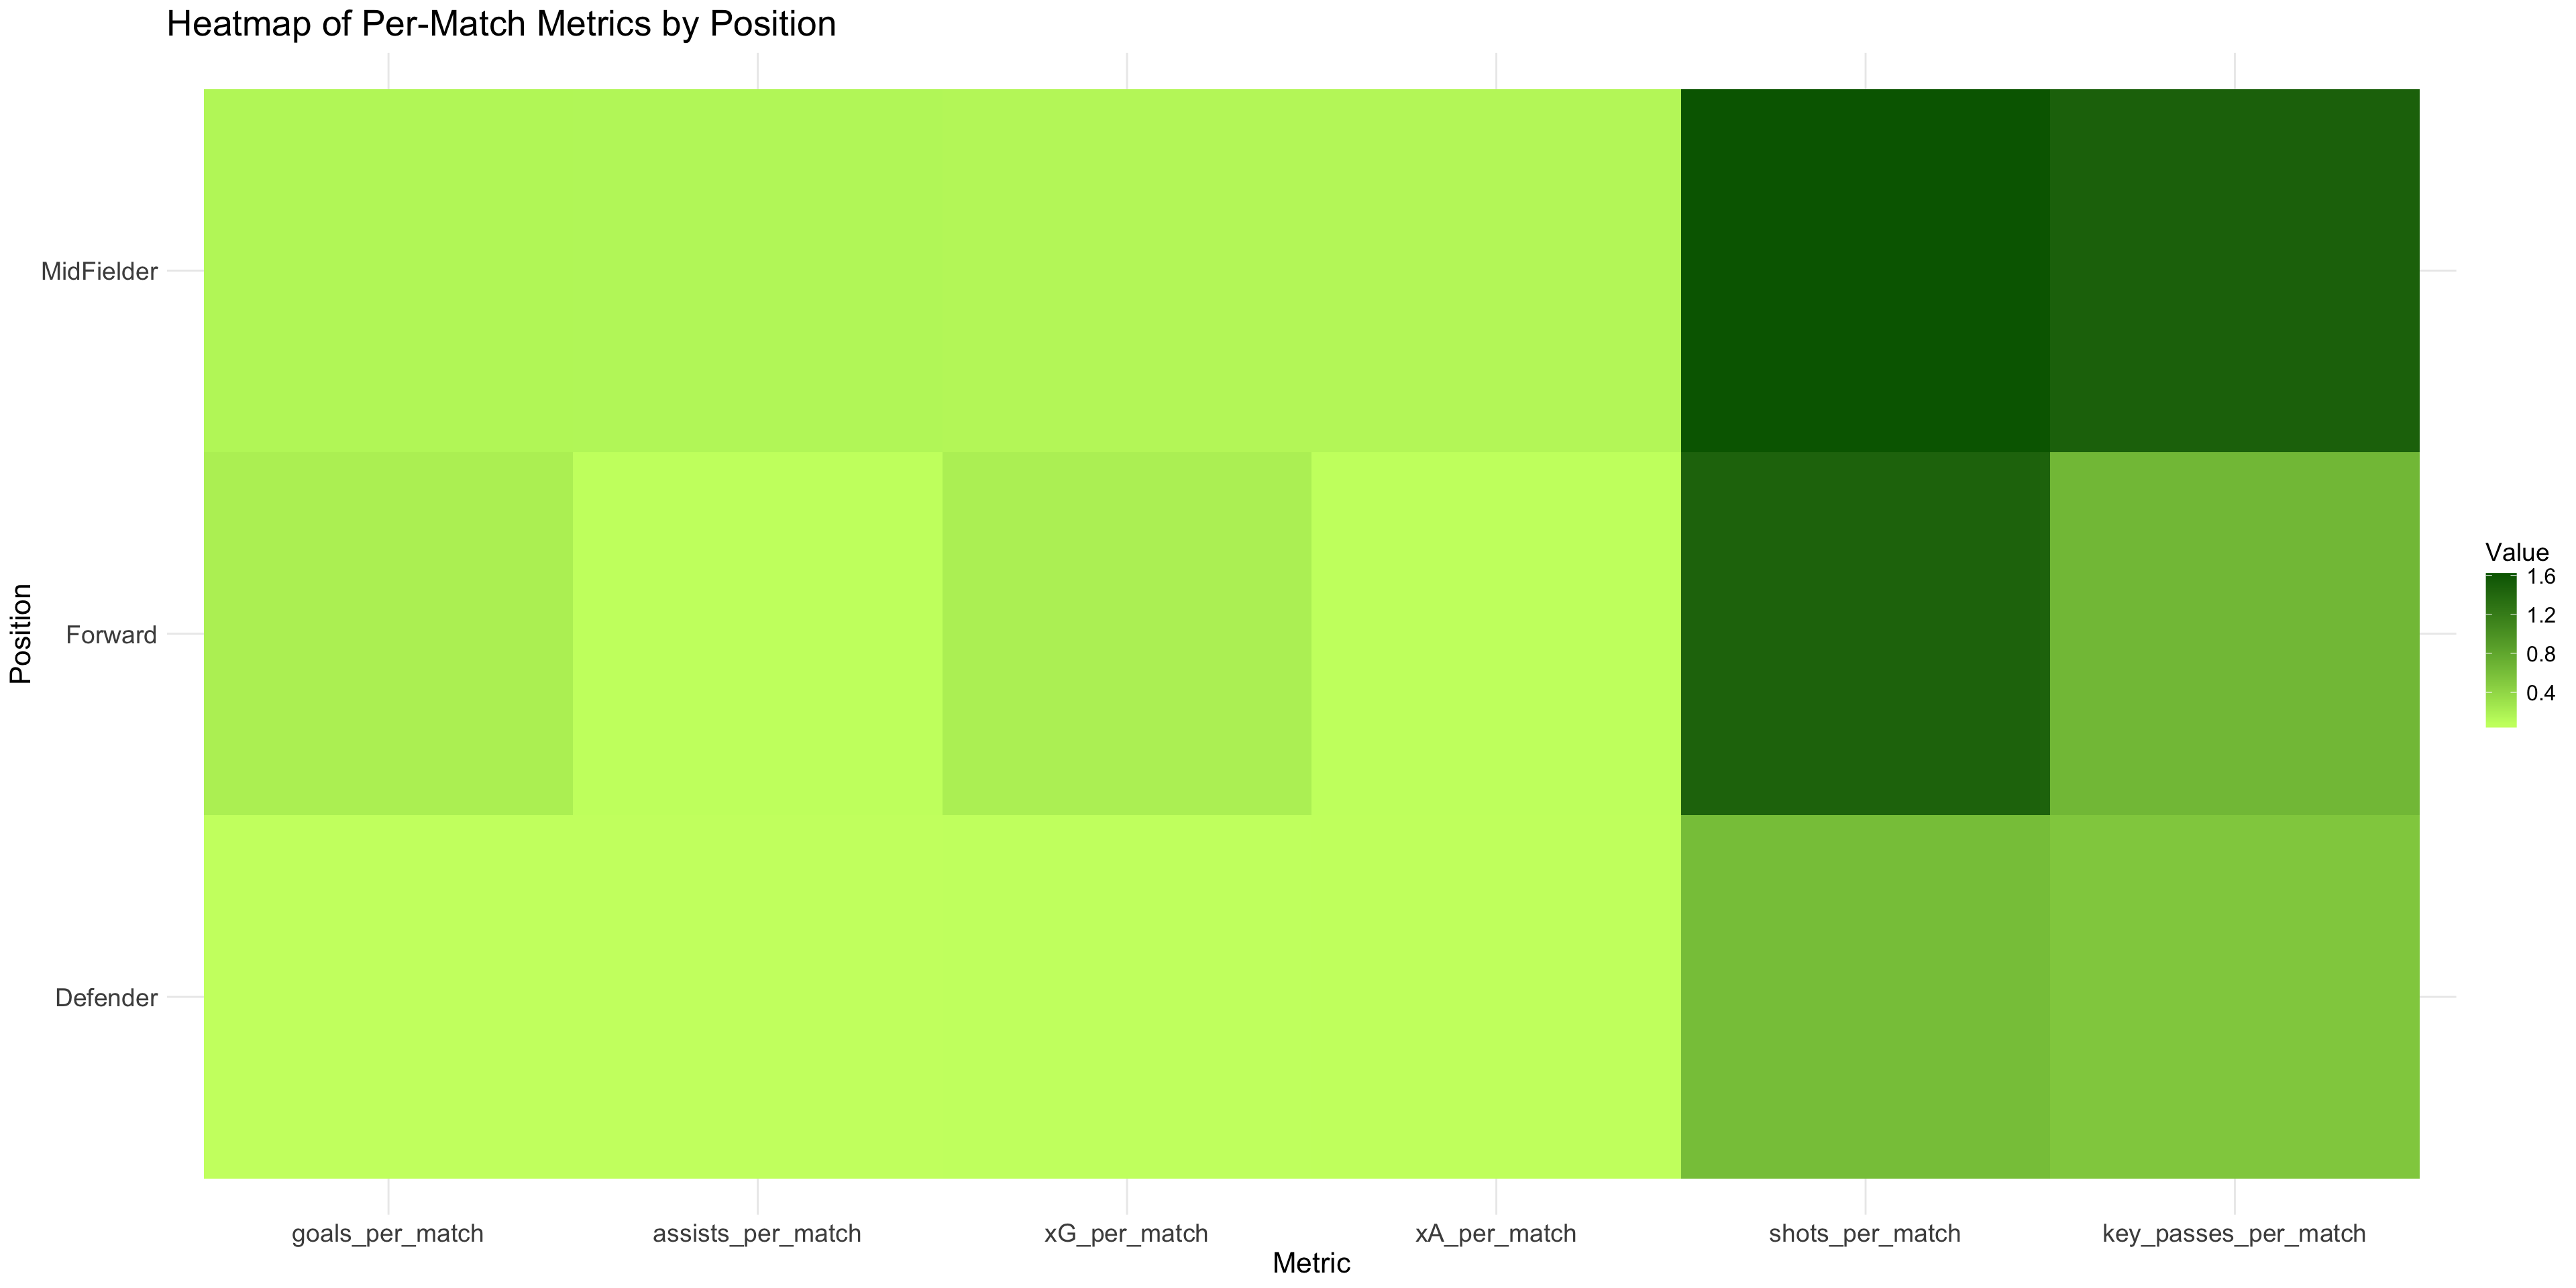 Heatmap of Per-Match Metrics by Position
Position
MidFielder
Forward
Defender
goals_per_match
assists_per_match
xG_per_match
xA_per_match
shots_per_match
key_passes_per_match
Metric
Value
1.6
1.2
0.8
0.4